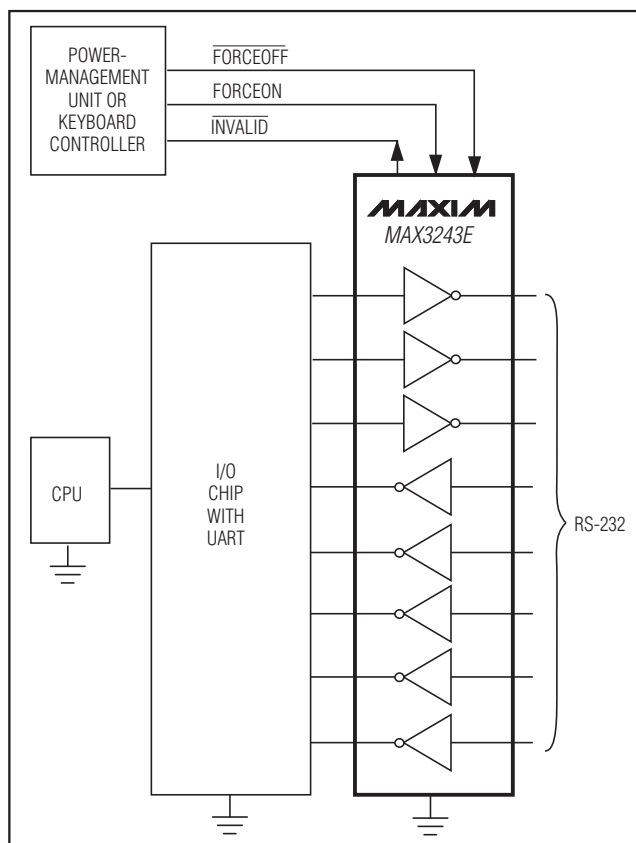 POWER-
MANAGEMENT
UNIT OR
KEYBOARD
CONTROLLER
FORCEOFF
FORCEON
INVALID
MAXIM
MAX3243E
CPU
I/O
CHIP
WITH
UART
RS-232